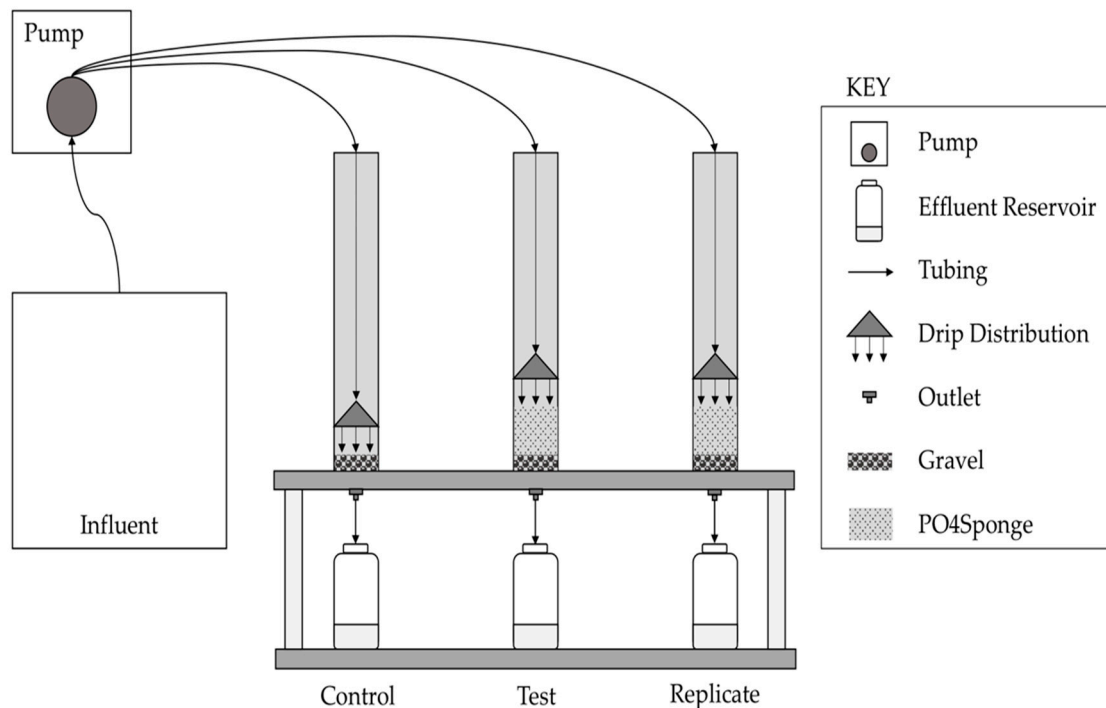 Pump
Influent
Control
Test
Replicate
KEY
Pump
Effluent Reservoir
Tubing
Drip Distribution
Outlet
Gravel
PO4Sponge